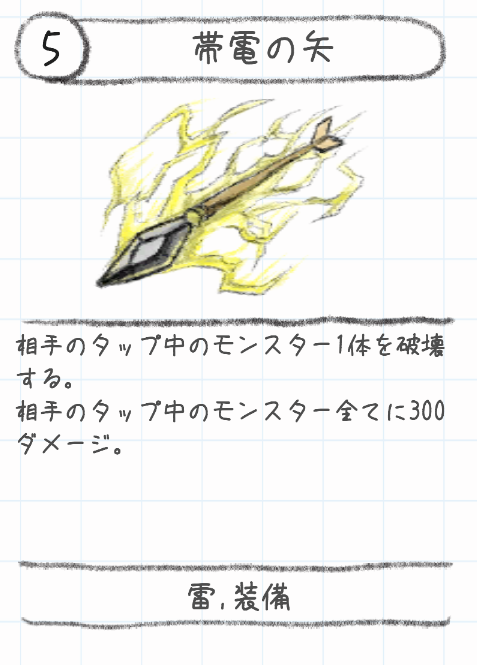 5
帯電の矢
相手のタップ中のモンスター1体を破壊
する。
相手のタップ中のモンスター全てに300
ダメージ。
雷,装備